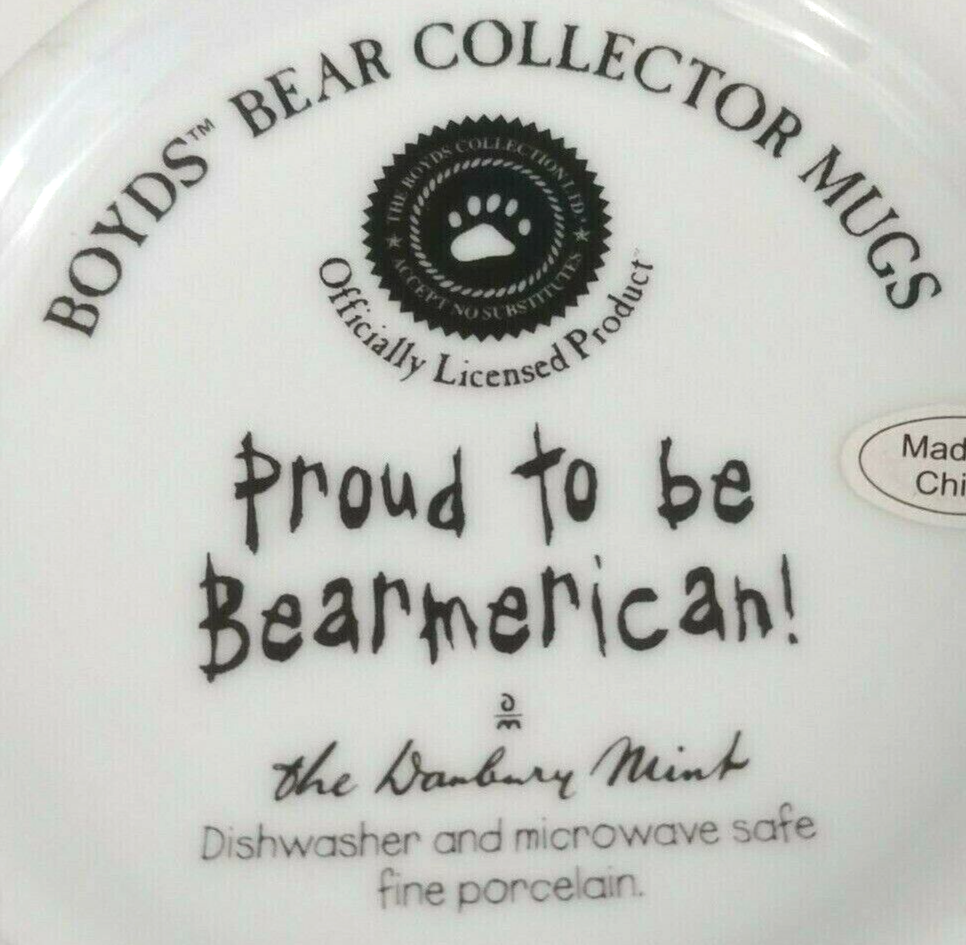 BOYDS™ BEAR COLLECTOR MUGS
THE BOYDS COLLECTION LTD.
★ ACCEPT NO SUBSTITUTES ★
Officially Licensed Product™
Proud to be
Bearmerican!
the Danbury Mint
Dishwasher and microwave safe
fine porcelain.
Mad
Chi